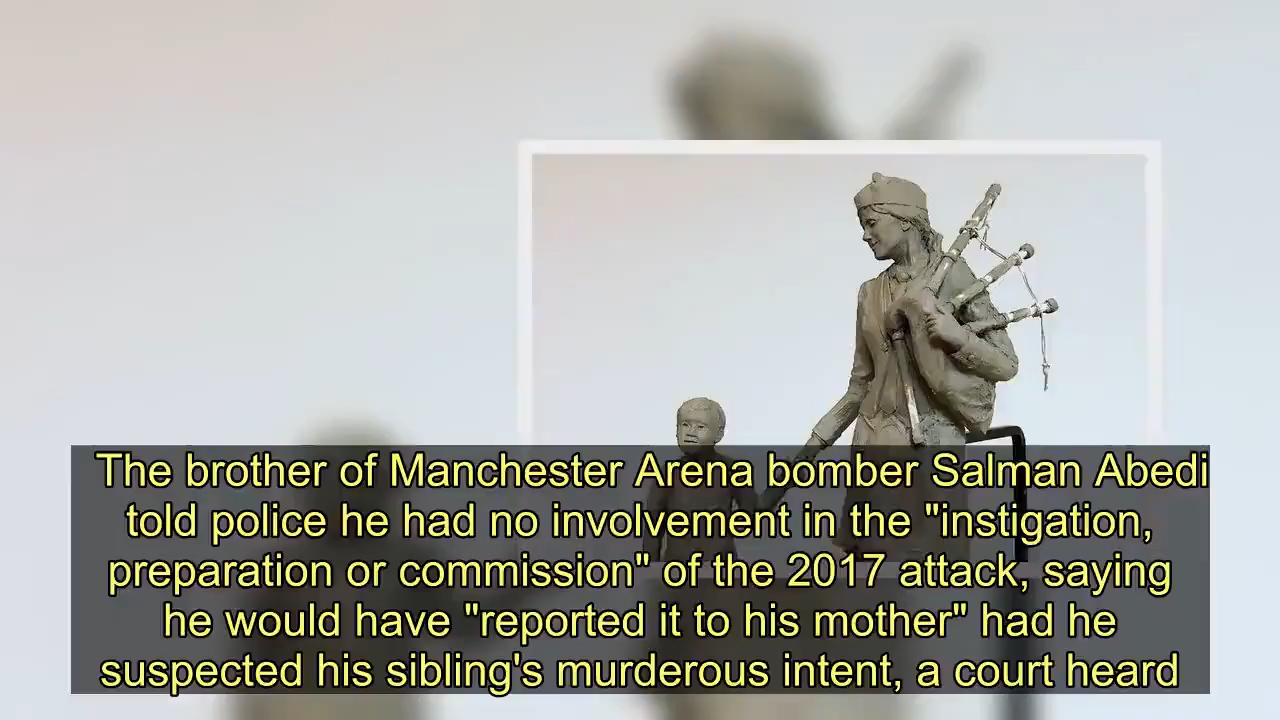 The brother of Manchester Arena bomber Salman Abedi
told police he had no involvement in the "instigation,
preparation or commission" of the 2017 attack, saying
he would have "reported it to his mother" had he
suspected his sibling's murderous intent, a court heard